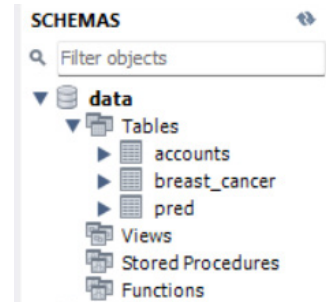 SCHEMAS
Filter objects
data
Tables
accounts
breast_cancer
pred
Views
Stored Procedures
Functions